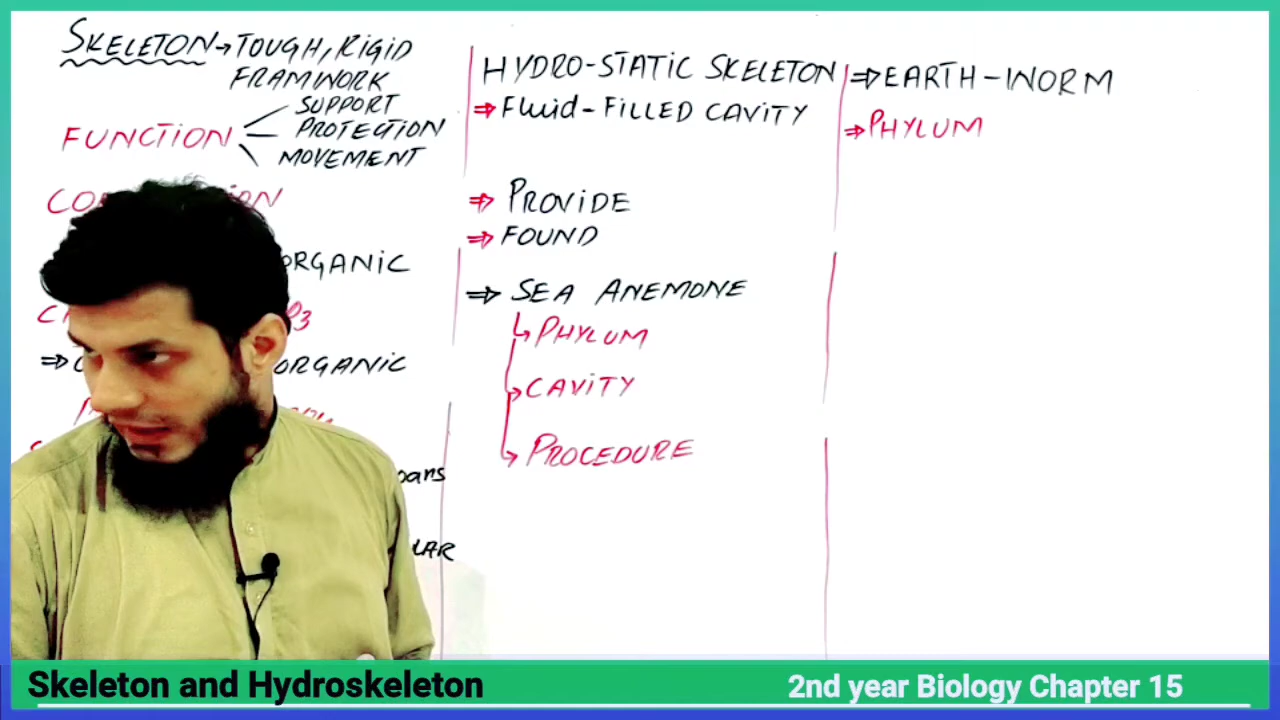 SKELETON → TOUGH, RIGID
FRAMWORK
FUNCTION
SUPPORT
PROTECTION
MOVEMENT
ORGANIC
⇒
ORGANIC
HYDRO-STATIC SKELETON
⇒ Fluid-FILLED CAVITY
⇒ PROVIDE
⇒ FOUND
⇒ SEA ANEMONE
↳ PHYLUM
↳ CAVITY
↳ PROCEDURE
⇒ EARTH-WORM
⇒ PHYLUM
Skeleton and Hydroskeleton
2nd year Biology Chapter 15